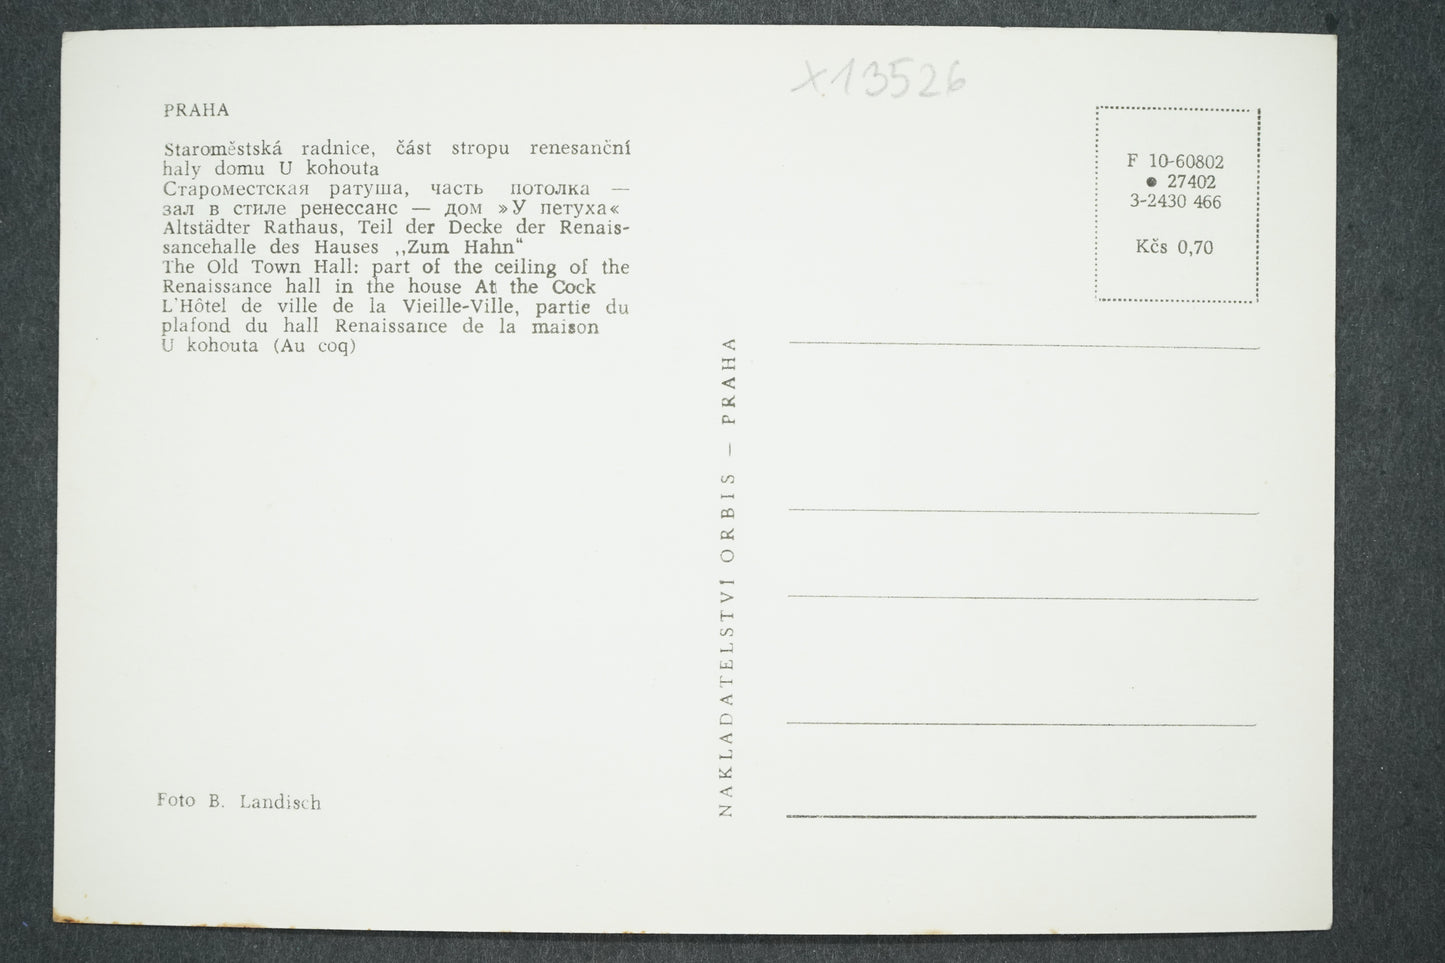 x 13526
PRAHA
Staroměstská radnice, část stropu renesanční
haly domu U kohouta
Староместская ратуша, часть потолка —
зал в стиле ренессанс — дом »У петуха«
Altstädter Rathaus, Teil der Decke der Renais-
sancehalle des Hauses ,,Zum Hahn“
The Old Town Hall: part of the ceiling of the
Renaissance hall in the house At the Cock
L'Hôtel de ville de la Vieille-Ville, partie du
plafond du hall Renaissance de la maison
U kohouta (Au coq)
Foto B. Landisch
NAKLADATELSTVÍ ORBIS — PRAHA
F 10-60802
● 27402
3-2430 466
Kčs 0,70